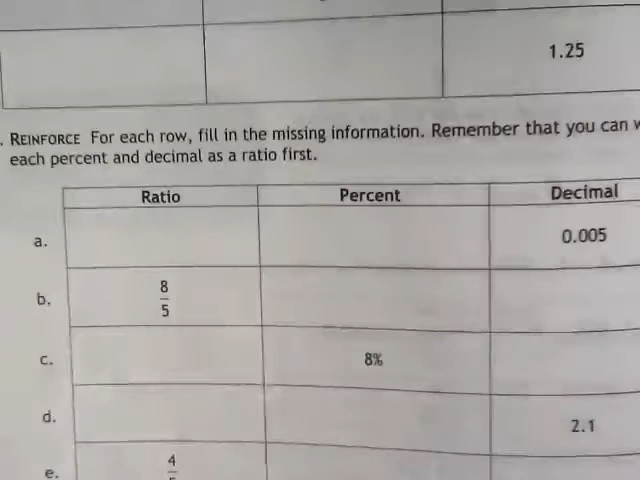 1.25
REINFORCE For each row, fill in the missing information. Remember that you can
each percent and decimal as a ratio first.
Ratio Percent Decimal
a. 0.005
b. 8/5
c. 8%
d. 2.1
e. 4